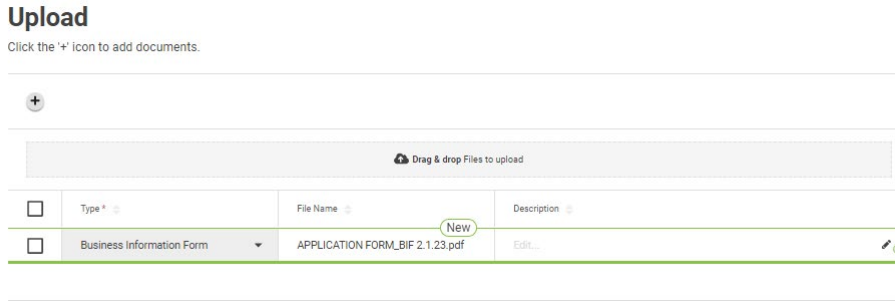 Upload
Click the '+' icon to add documents.
+
Drag & drop Files to upload
Type * File Name Description
New
Business Information Form APPLICATION FORM_BIF 2.1.23.pdf Edit...